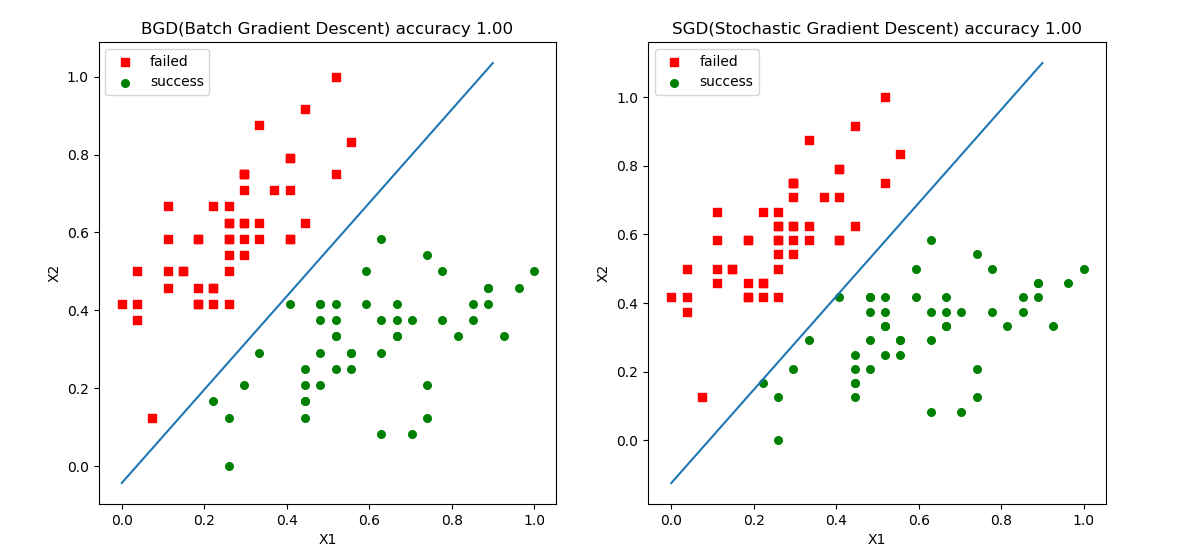 BGD(Batch Gradient Descent) accuracy 1.00
failed
success
1.0
0.8
0.6
0.4
0.2
0.0
X2
0.0 0.2 0.4 0.6 0.8 1.0
X1
SGD(Stochastic Gradient Descent) accuracy 1.00
failed
success
1.0
0.8
0.6
0.4
0.2
0.0
X2
0.0 0.2 0.4 0.6 0.8 1.0
X1